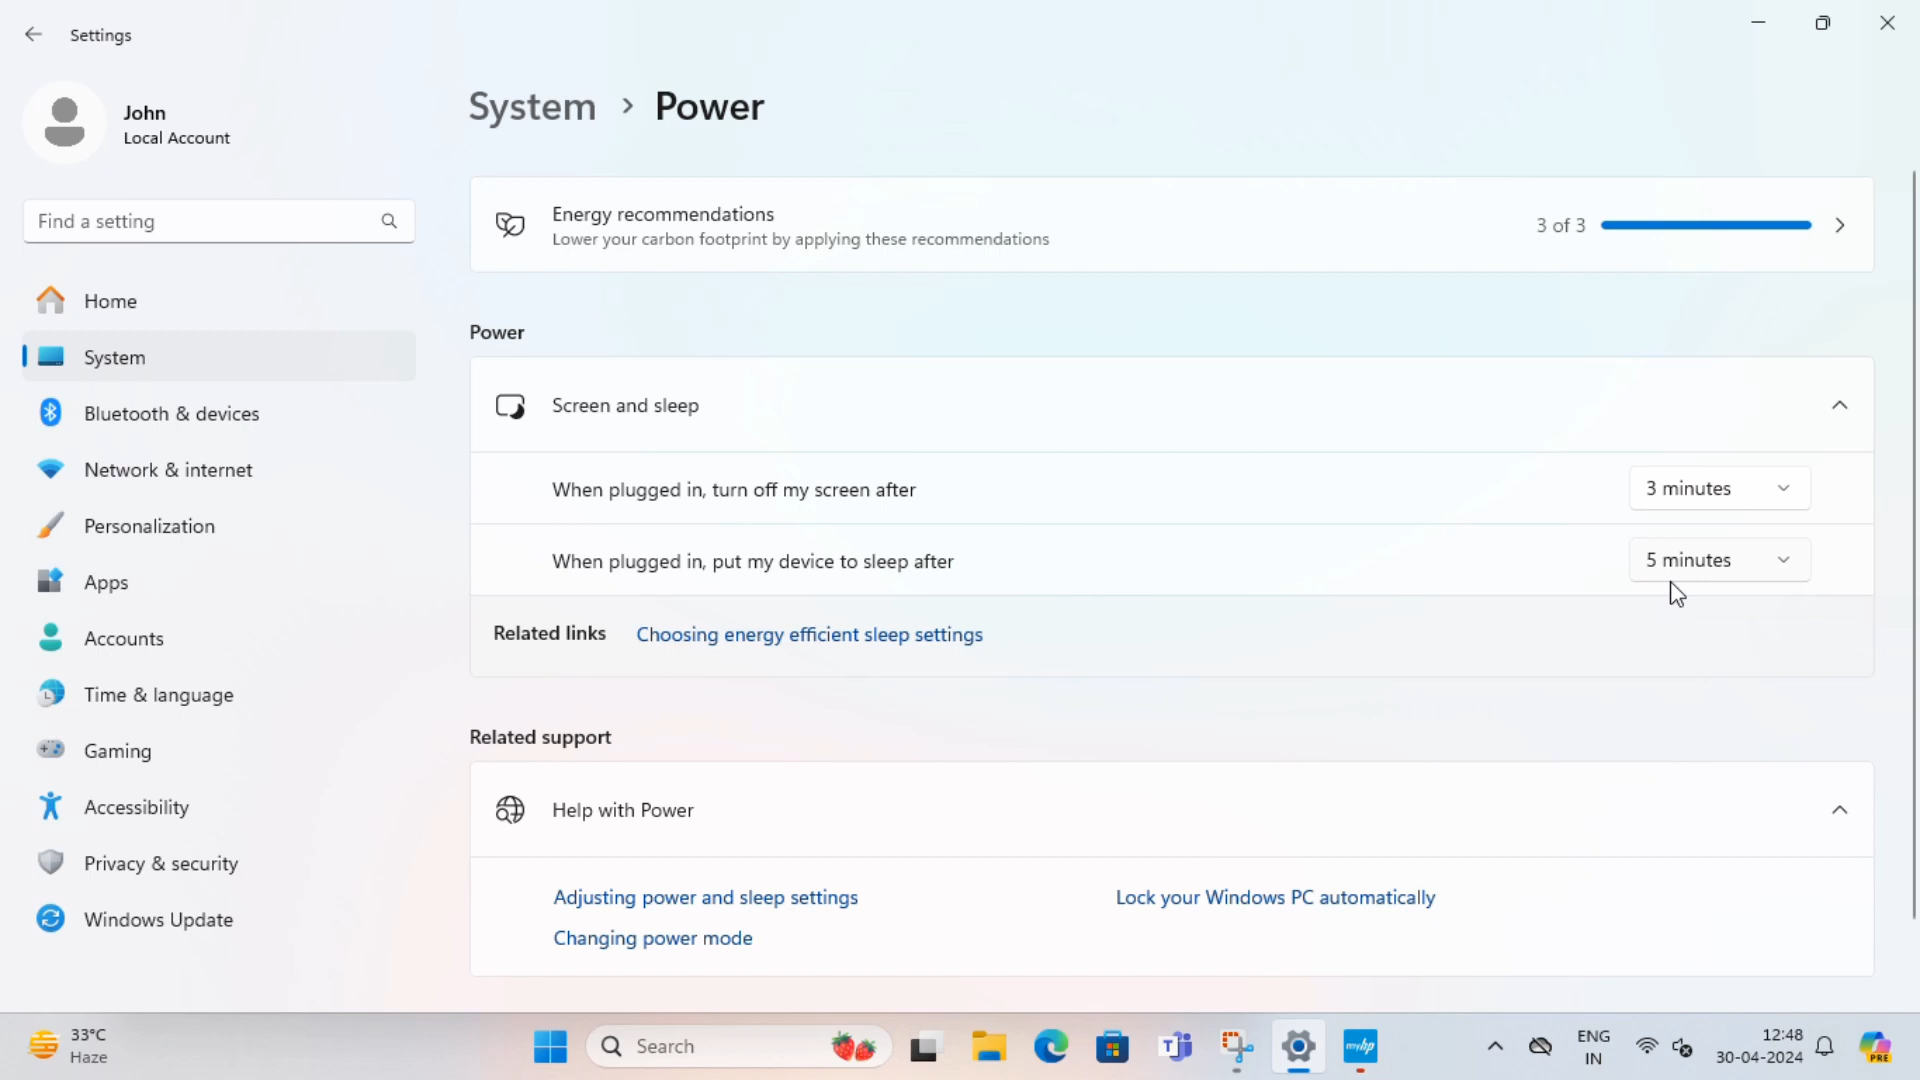 Settings
John
Local Account
Find a setting
Home
System
Bluetooth & devices
Network & internet
Personalization
Apps
Accounts
Time & language
Gaming
Accessibility
Privacy & security
Windows Update
System > Power
Energy recommendations
Lower your carbon footprint by applying these recommendations
3 of 3
Power
Screen and sleep
When plugged in, turn off my screen after
3 minutes
When plugged in, put my device to sleep after
5 minutes
Related links Choosing energy efficient sleep settings
Related support
Help with Power
Adjusting power and sleep settings
Lock your Windows PC automatically
Changing power mode
33°C
Haze
Search
myhp
ENG
IN
12:48
30-04-2024
PRE